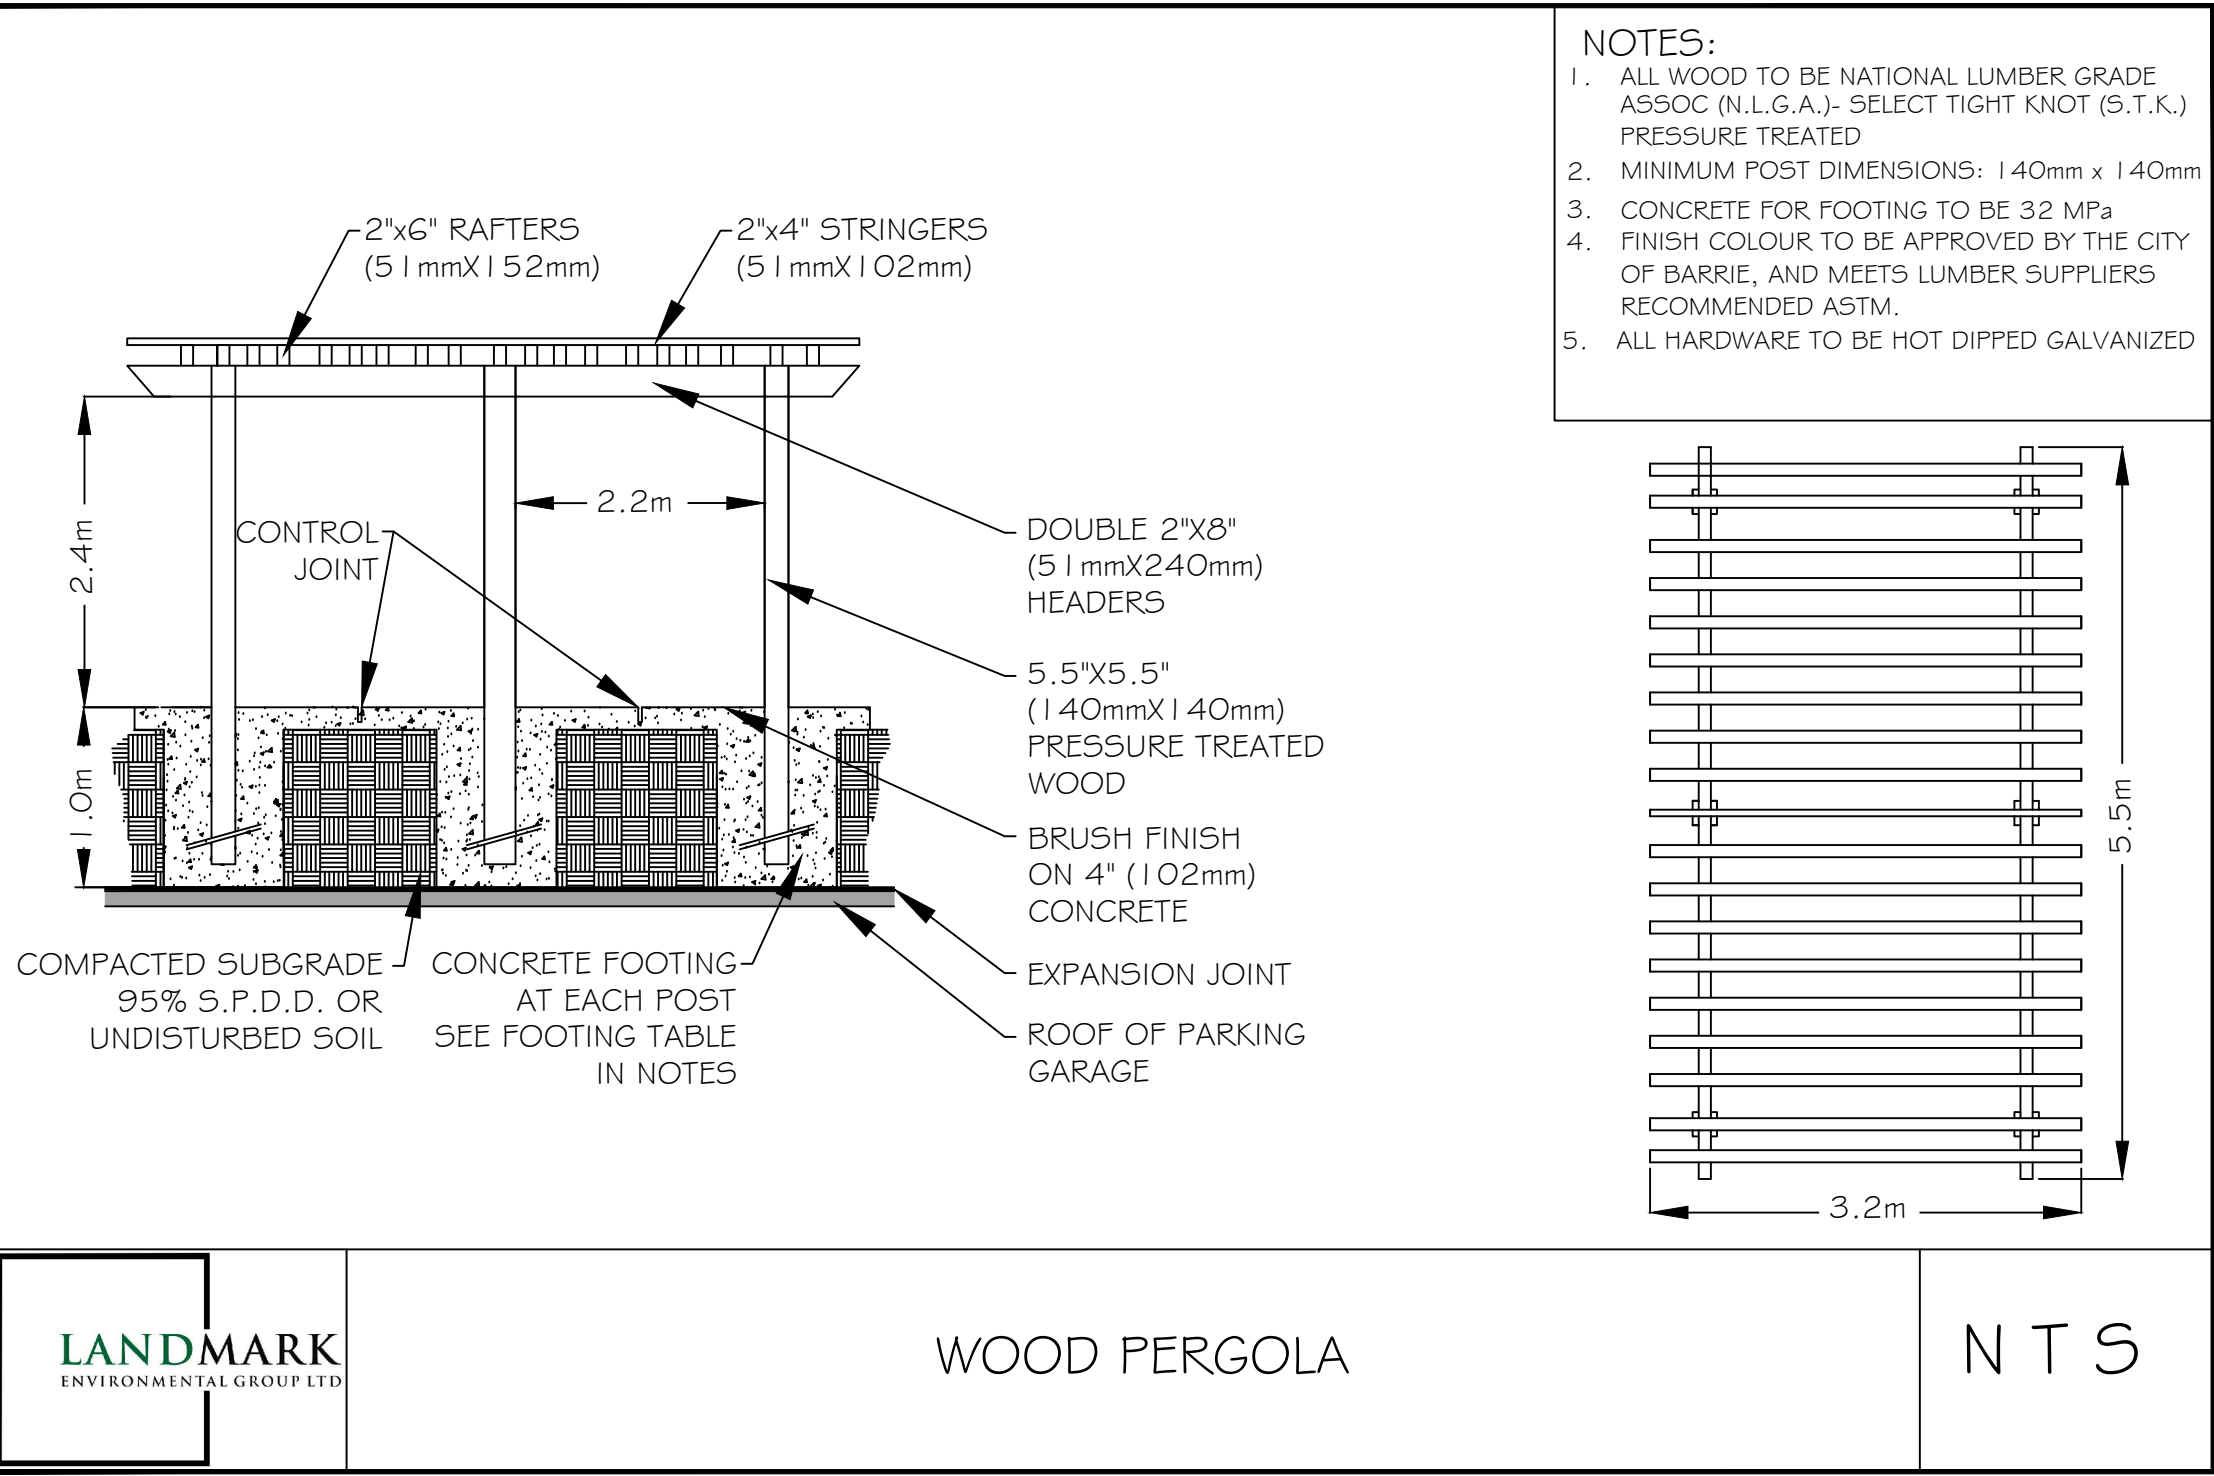 NOTES:
1. ALL WOOD TO BE NATIONAL LUMBER GRADE
ASSOC (N.L.G.A.)- SELECT TIGHT KNOT (S.T.K.)
PRESSURE TREATED
2. MINIMUM POST DIMENSIONS: 140mm x 140mm
3. CONCRETE FOR FOOTING TO BE 32 MPa
4. FINISH COLOUR TO BE APPROVED BY THE CITY
OF BARRIE, AND MEETS LUMBER SUPPLIERS
RECOMMENDED ASTM.
5. ALL HARDWARE TO BE HOT DIPPED GALVANIZED
2"x6" RAFTERS
(51mmX152mm)
2"x4" STRINGERS
(51mmX102mm)
2.4m
2.2m
CONTROL
JOINT
1.0m
DOUBLE 2"X8"
(51mmX240mm)
HEADERS
5.5"X5.5"
(140mmX140mm)
PRESSURE TREATED
WOOD
BRUSH FINISH
ON 4" (102mm)
CONCRETE
EXPANSION JOINT
ROOF OF PARKING
GARAGE
COMPACTED SUBGRADE
95% S.P.D.D. OR
UNDISTURBED SOIL
CONCRETE FOOTING
AT EACH POST
SEE FOOTING TABLE
IN NOTES
5.5m
3.2m
LANDMARK
ENVIRONMENTAL GROUP LTD
WOOD PERGOLA
NTS